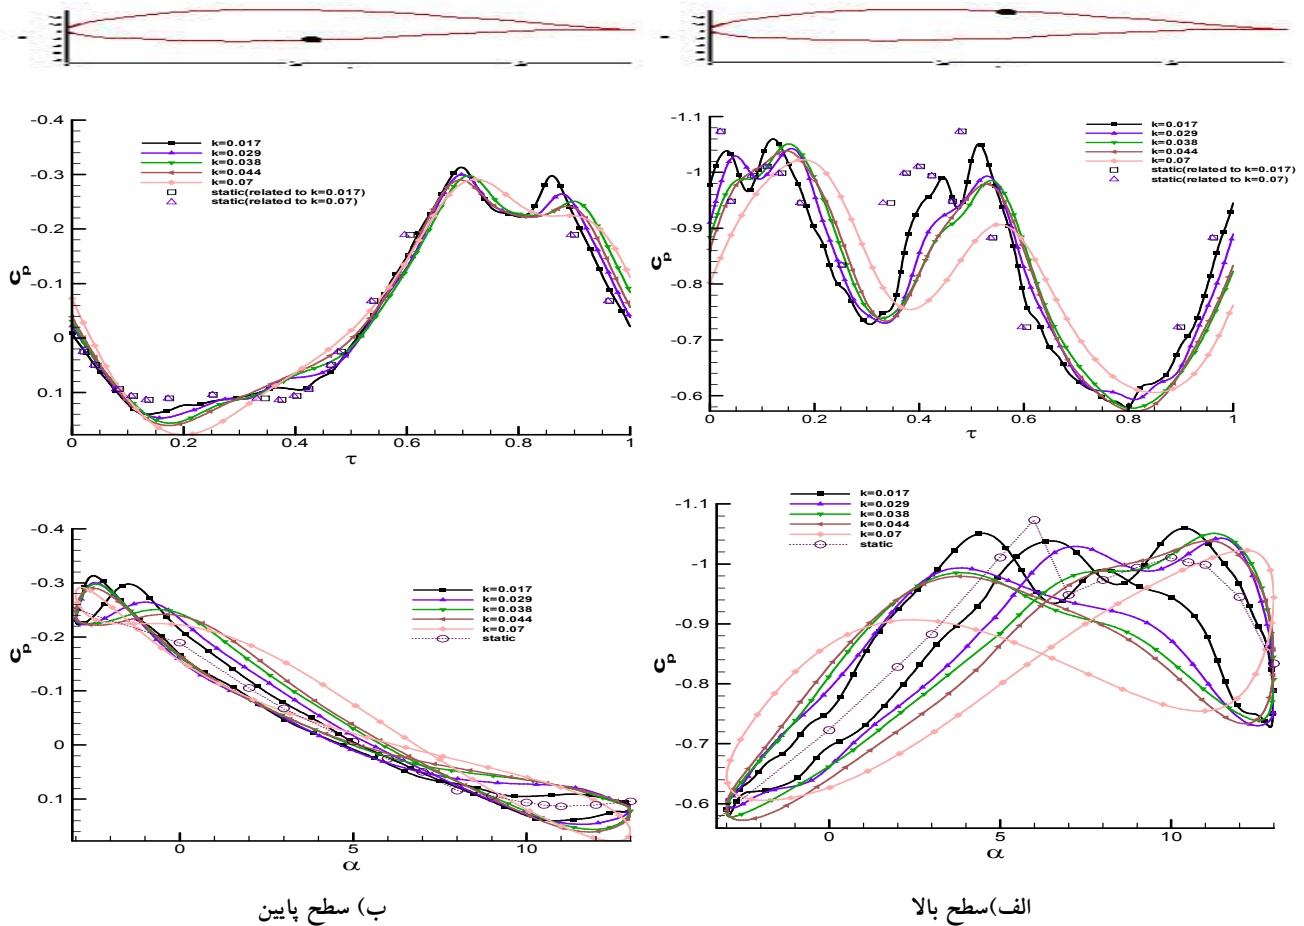 -0.4
-0.3
-0.2
-0.1
0
0.1
c_p
0 0.2 0.4 0.6 0.8 1
τ
k=0.017
k=0.029
k=0.038
k=0.044
k=0.07
static(related to k=0.017)
static(related to k=0.07)
-1.1
-1
-0.9
-0.8
-0.7
-0.6
c_p
0 0.2 0.4 0.6 0.8 1
τ
k=0.017
k=0.029
k=0.038
k=0.044
k=0.07
static(related to k=0.017)
static(related to k=0.07)
-0.4
-0.3
-0.2
-0.1
0
0.1
c_p
0 5 10
α
k=0.017
k=0.029
k=0.038
k=0.044
k=0.07
static
-1.1
-1
-0.9
-0.8
-0.7
-0.6
c_p
0 5 10
α
k=0.017
k=0.029
k=0.038
k=0.044
k=0.07
static
الف)سطح بالا
ب) سطح پایین